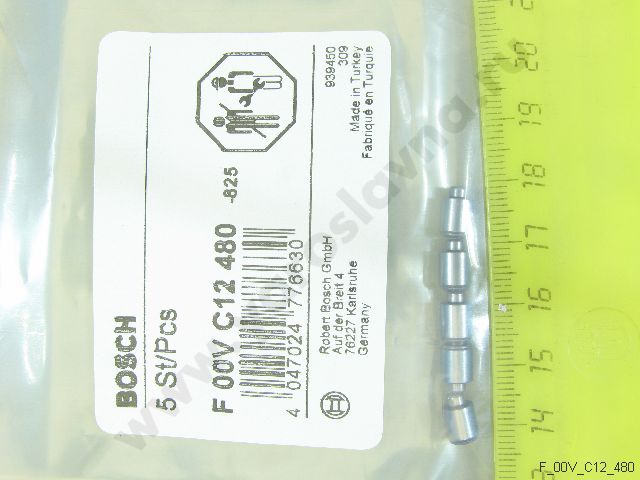 BOSCH
5 St/Pcs
F 00V C12 480 -825
4 047024 776630
Robert Bosch GmbH
Auf der Breit 4
76227 Karlsruhe
Germany
939450
309
Made in Turkey
Fabriqué en Turquie
13 14 15 16 17 18 19 20
F_00V_C12_480